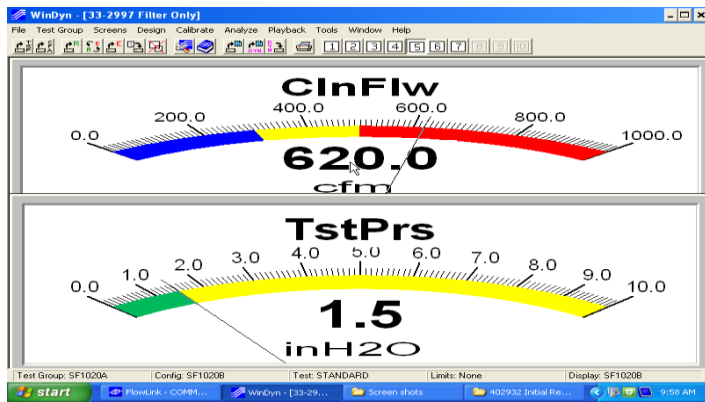 WinDyn - [33-2997 Filter Only]
File Test Group Screens Design Calibrate Analyze Playback Tools Window Help
1 2 3 4 5 6 7 8 9 10
ClnFlw
0.0 200.0 400.0 600.0 800.0 1000.0
620.0
cfm
TstPrs
0.0 1.0 2.0 3.0 4.0 5.0 6.0 7.0 8.0 9.0 10.0
1.5
inH2O
Test Group: SF1020A Config: SF1020B Test: STANDARD Limits: None Display: SF1020B
start FlowLink - COMM... WinDyn - [33-29... Screen shots 402932 Initial Re... 9:58 AM